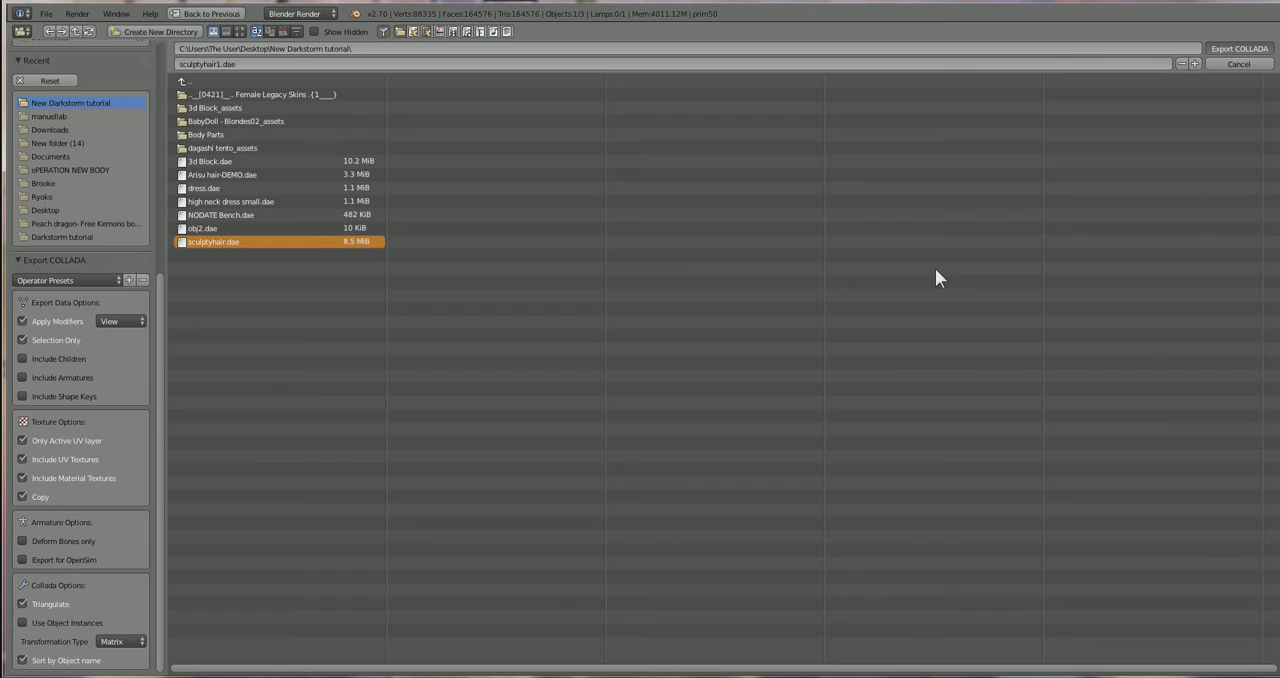 File Render Window Help Back to Previous Blender Render v2.70 | Verts:88335 | Faces:164576 | Tris:164576 | Objects:1/3 | Lamps:0/1 | Mem:4011.12M | prim50
Create New Directory Show Hidden
C:\Users\The User\Desktop\New Darkstorm tutorial\ Export COLLADA
sculptyhair1.dae Cancel
Recent
Reset
New Darkstorm tutorial
manuellab
Downloads
New folder (14)
Documents
oPERATION NEW BODY
Brooke
Ryoko
Desktop
Peach dragon- Free Kemono bo...
Darkstorm tutorial
Export COLLADA
Operator Presets
Export Data Options:
Apply Modifiers View
Selection Only
Include Children
Include Armatures
Include Shape Keys
Texture Options:
Only Active UV layer
Include UV Textures
Include Material Textures
Copy
Armature Options:
Deform Bones only
Export for OpenSim
Collada Options:
Triangulate
Use Object Instances
Transformation Type Matrix
Sort by Object name
..
..__[0421]__.. Female Legacy Skins .{1___}
3d Block_assets
BabyDoll - Blondes02_assets
Body Parts
dagashi tento_assets
3d Block.dae 10.2 MiB
Arisu hair-DEMO.dae 3.3 MiB
dress.dae 1.1 MiB
high neck dress small.dae 1.1 MiB
NODATE Bench.dae 482 KiB
obj2.dae 10 KiB
sculptyhair.dae 8.5 MiB